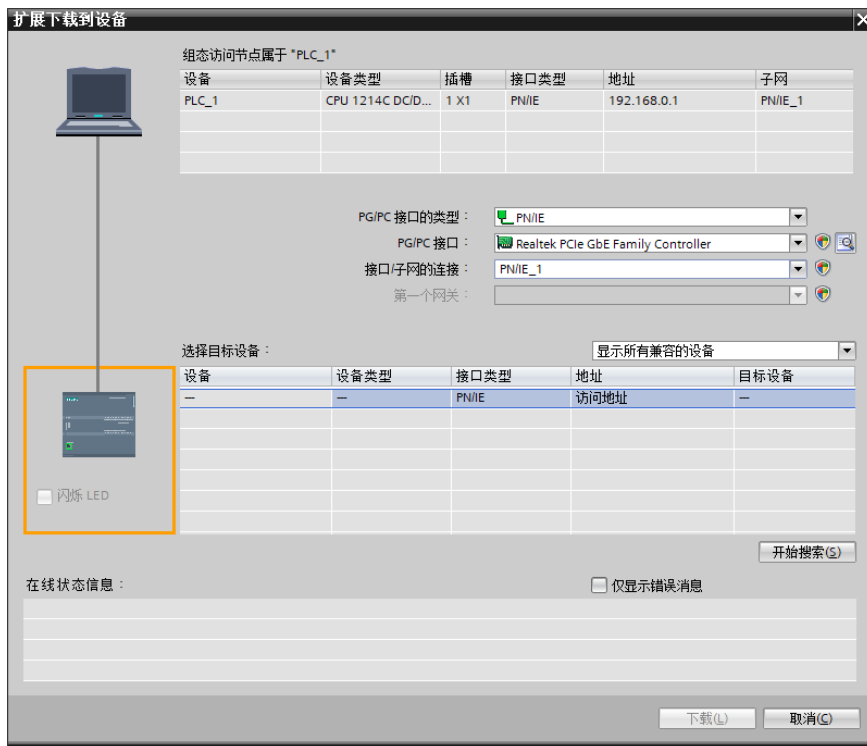 扩展下载到设备
组态访问节点属于 "PLC_1"
设备 设备类型 插槽 接口类型 地址 子网
PLC_1 CPU 1214C DC/D... 1 X1 PN/IE 192.168.0.1 PN/IE_1
PG/PC 接口的类型： PN/IE
PG/PC 接口： Realtek PCIe GbE Family Controller
接口/子网的连接： PN/IE_1
第一个网关：
选择目标设备： 显示所有兼容的设备
设备 设备类型 接口类型 地址 目标设备
— — PN/IE 访问地址 —
闪烁 LED
开始搜索(S)
在线状态信息： 仅显示错误消息
下载(L) 取消(C)